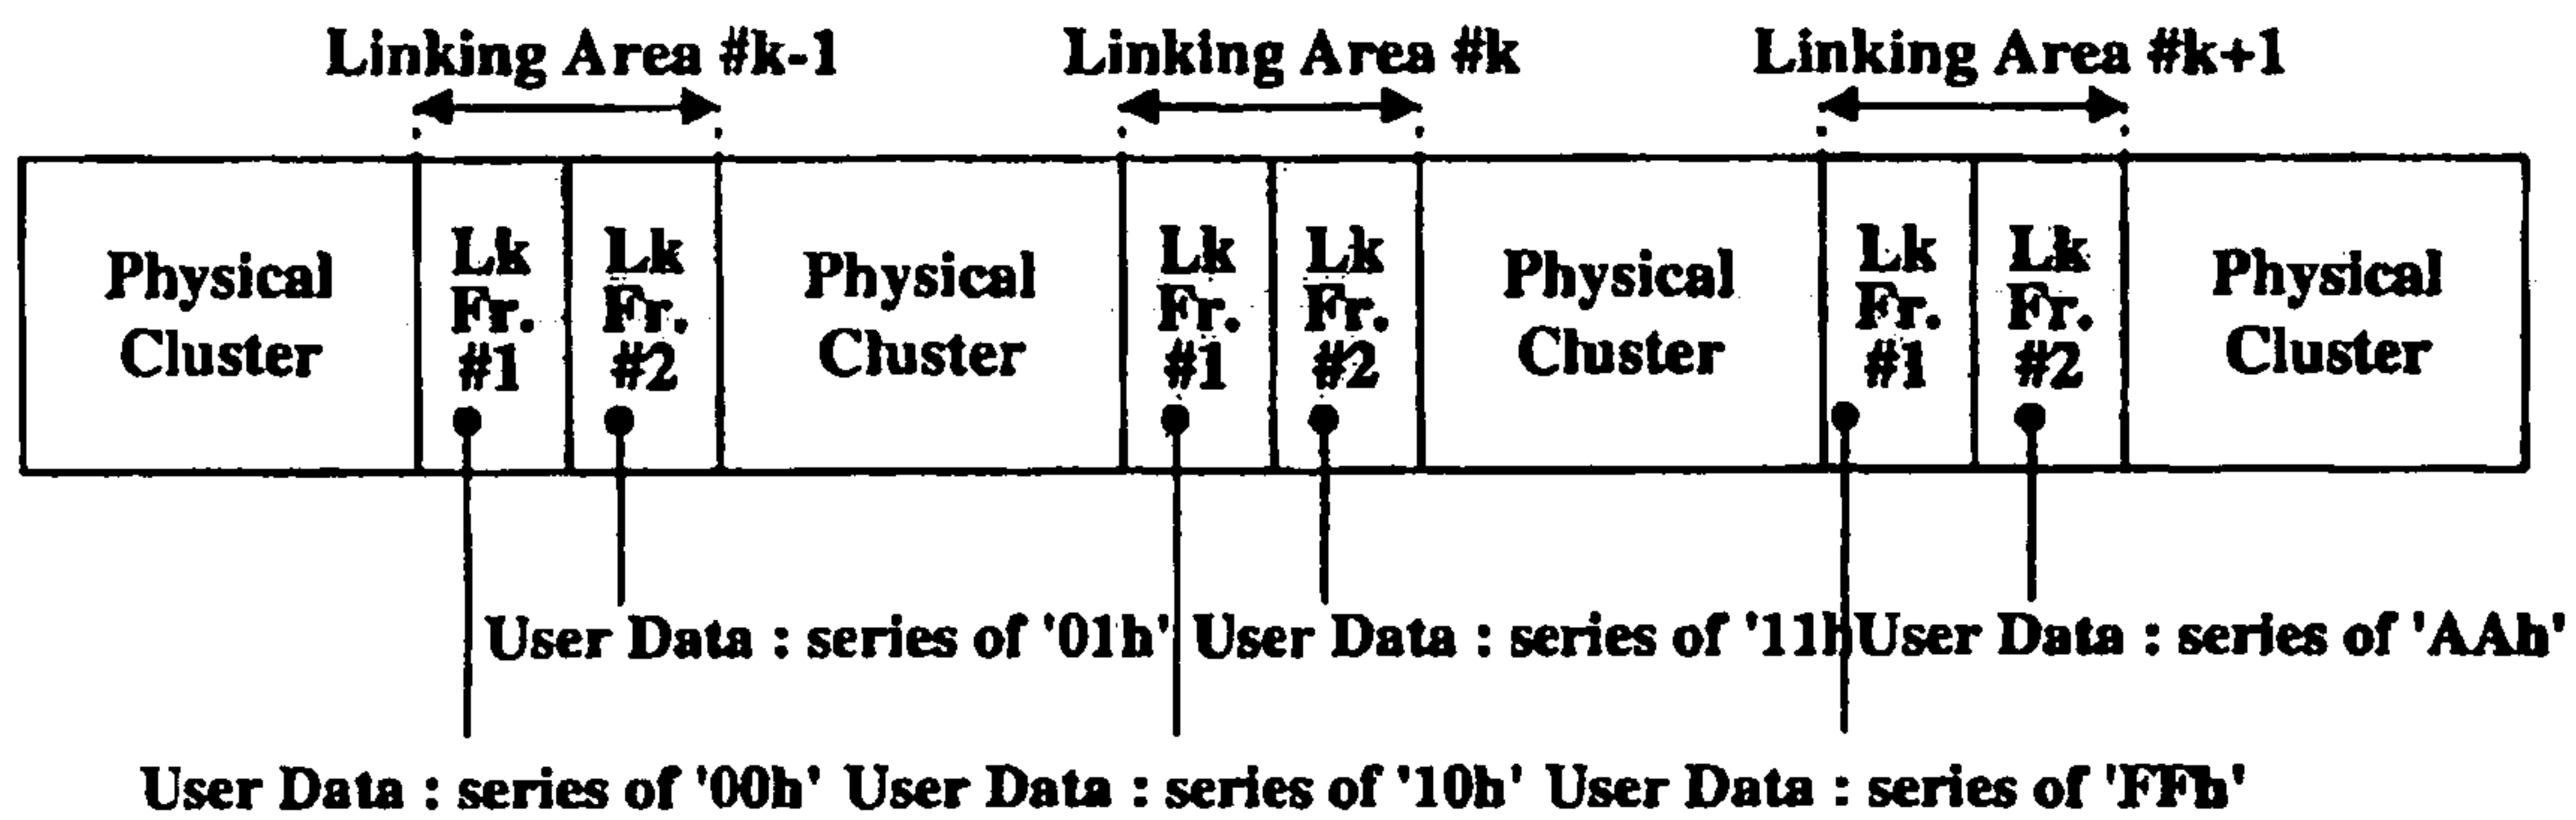 Linking Area #k-1 Linking Area #k Linking Area #k+1
Physical Cluster Lk Fr. #1 Lk Fr. #2 Physical Cluster Lk Fr. #1 Lk Fr. #2 Physical Cluster Lk Fr. #1 Lk Fr. #2 Physical Cluster
User Data : series of '01h' User Data : series of '11h User Data : series of 'AAh'
User Data : series of '00h' User Data : series of '10h' User Data : series of 'FFh'